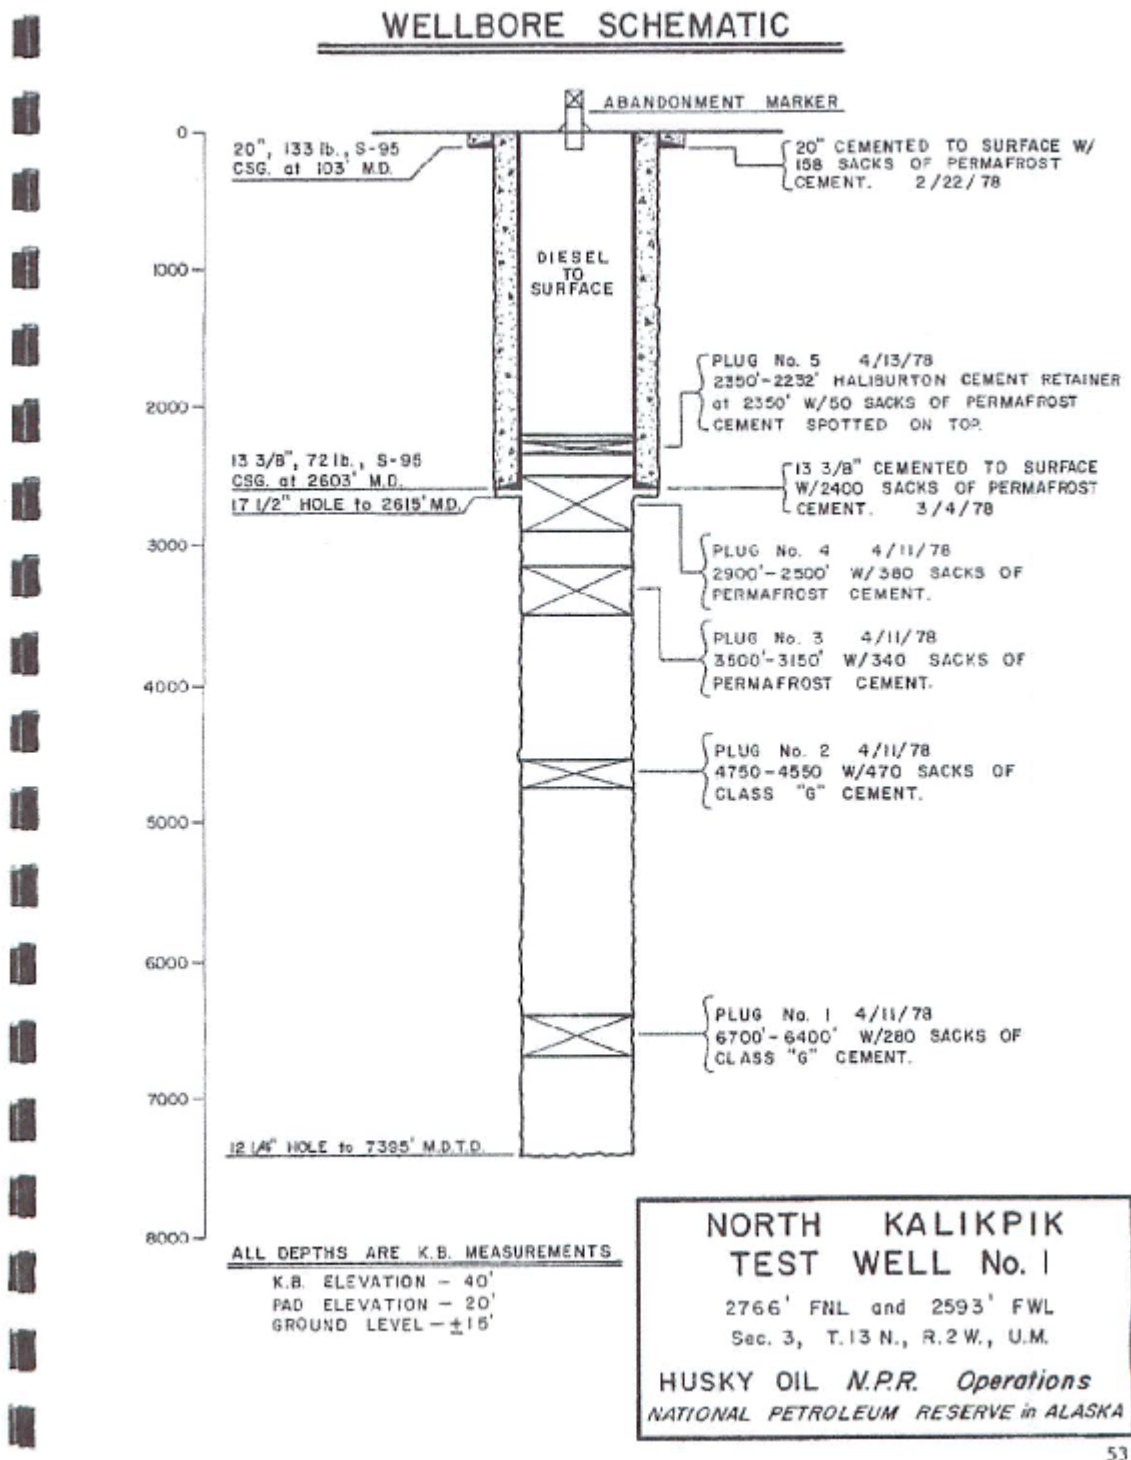 WELLBORE SCHEMATIC
ABANDONMENT MARKER
0
20", 133 lb., S-95
CSG. at 103' M.D.
20" CEMENTED TO SURFACE W/
158 SACKS OF PERMAFROST
CEMENT. 2/22/78
1000
DIESEL
TO
SURFACE
PLUG No. 5 4/13/78
2350'-2232' HALIBURTON CEMENT RETAINER
at 2350' W/50 SACKS OF PERMAFROST
CEMENT SPOTTED ON TOP.
2000
13 3/8", 72 lb., S-95
CSG. at 2603' M.D.
17 1/2" HOLE to 2615' M.D.
13 3/8" CEMENTED TO SURFACE
W/2400 SACKS OF PERMAFROST
CEMENT. 3/4/78
3000
PLUG No. 4 4/11/78
2900'-2500' W/380 SACKS OF
PERMAFROST CEMENT.
PLUG No. 3 4/11/78
3500'-3150' W/340 SACKS OF
PERMAFROST CEMENT.
4000
PLUG No. 2 4/11/78
4750-4550 W/470 SACKS OF
CLASS "G" CEMENT.
5000
6000
PLUG No. 1 4/11/78
6700'-6400' W/280 SACKS OF
CLASS "G" CEMENT.
7000
12 1/4" HOLE to 7395' M.D.T.D.
8000
ALL DEPTHS ARE K.B. MEASUREMENTS
K.B. ELEVATION - 40'
PAD ELEVATION - 20'
GROUND LEVEL - ±15'
NORTH KALIKPIK
TEST WELL No. 1
2766' FNL and 2593' FWL
Sec. 3, T.13 N., R.2 W., U.M.
HUSKY OIL N.P.R. Operations
NATIONAL PETROLEUM RESERVE in ALASKA
53